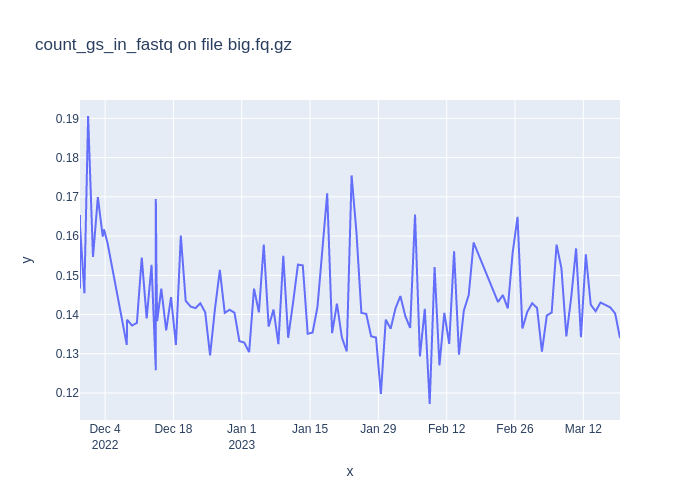 count_gs_in_fastq on file big.fq.gz
0.19
0.18
0.17
0.16
0.15
0.14
0.13
0.12
y
Dec 4
2022
Dec 18
Jan 1
2023
Jan 15
Jan 29
Feb 12
Feb 26
Mar 12
x